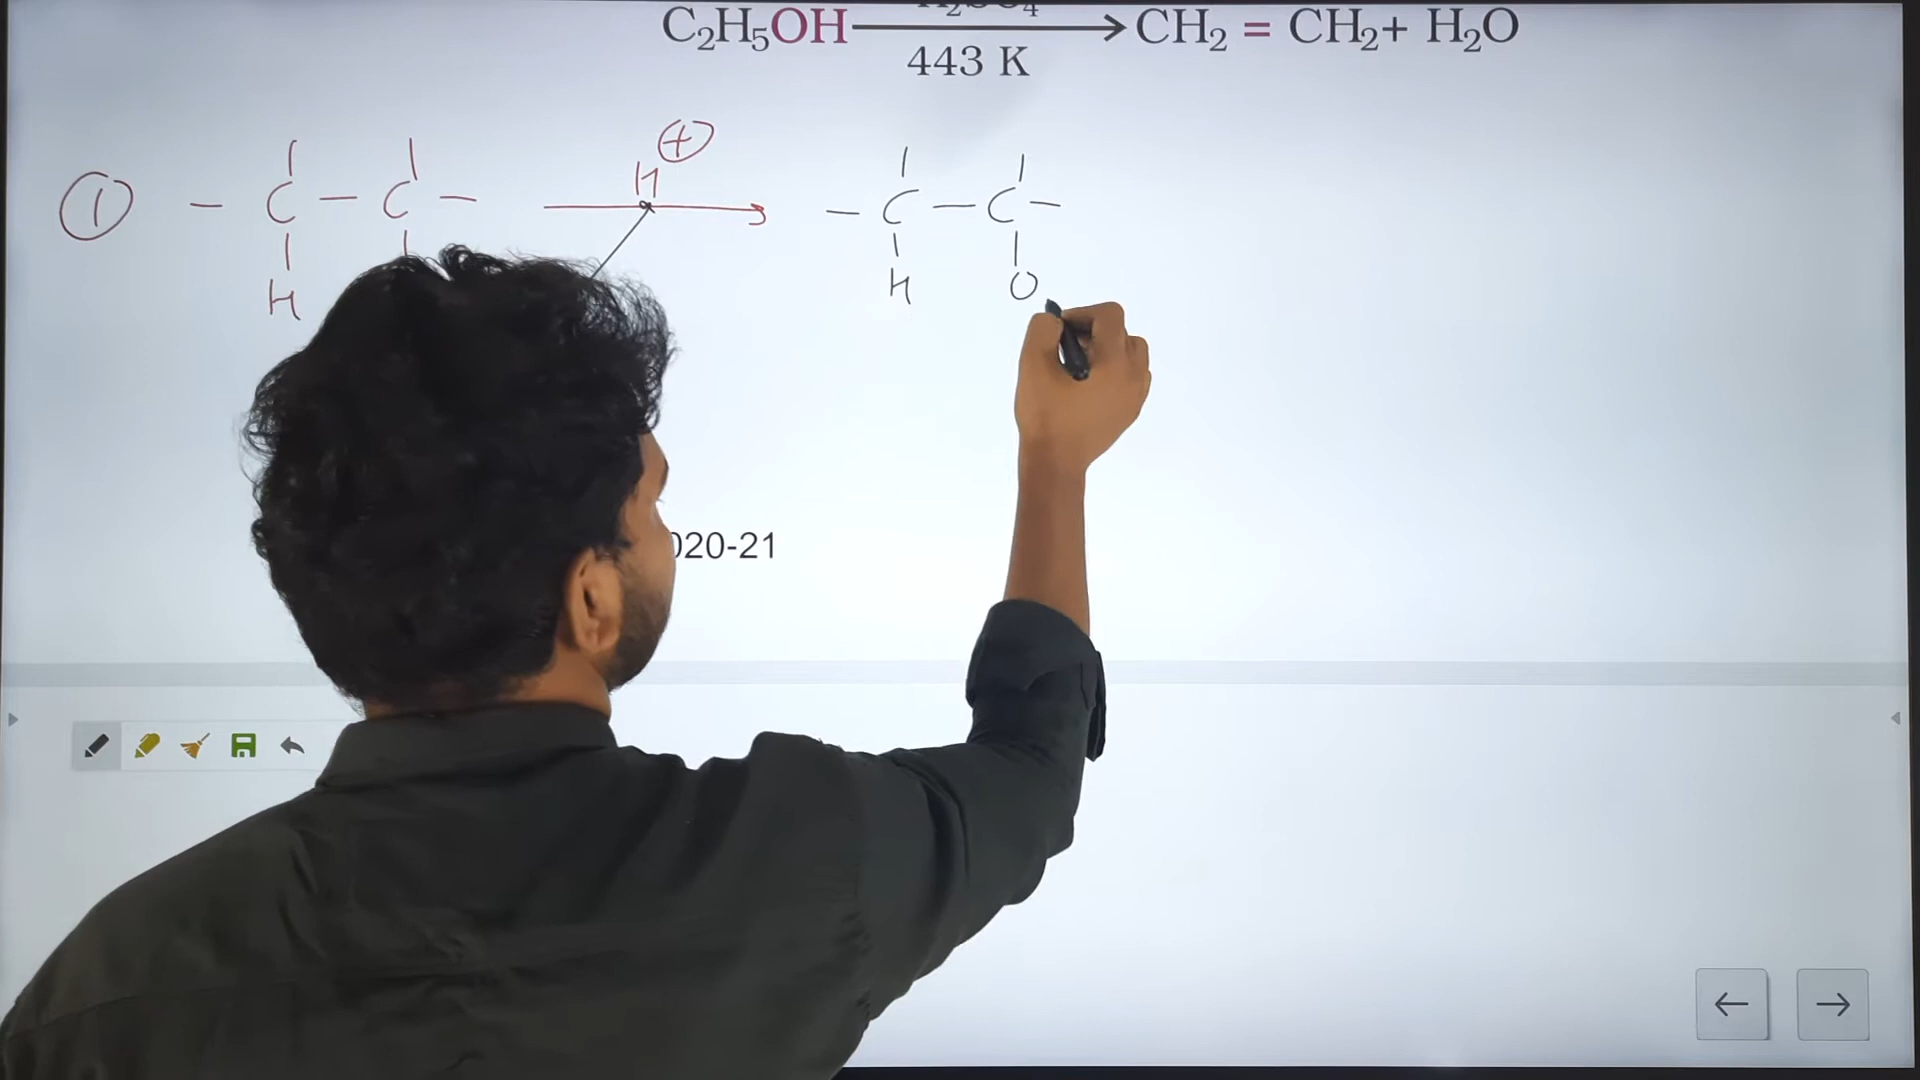 C₂H₅OH ⟶ CH₂ = CH₂+ H₂O
443 K
① – C – C – H⊕ ⟶ – C – C –
H H O
020-21